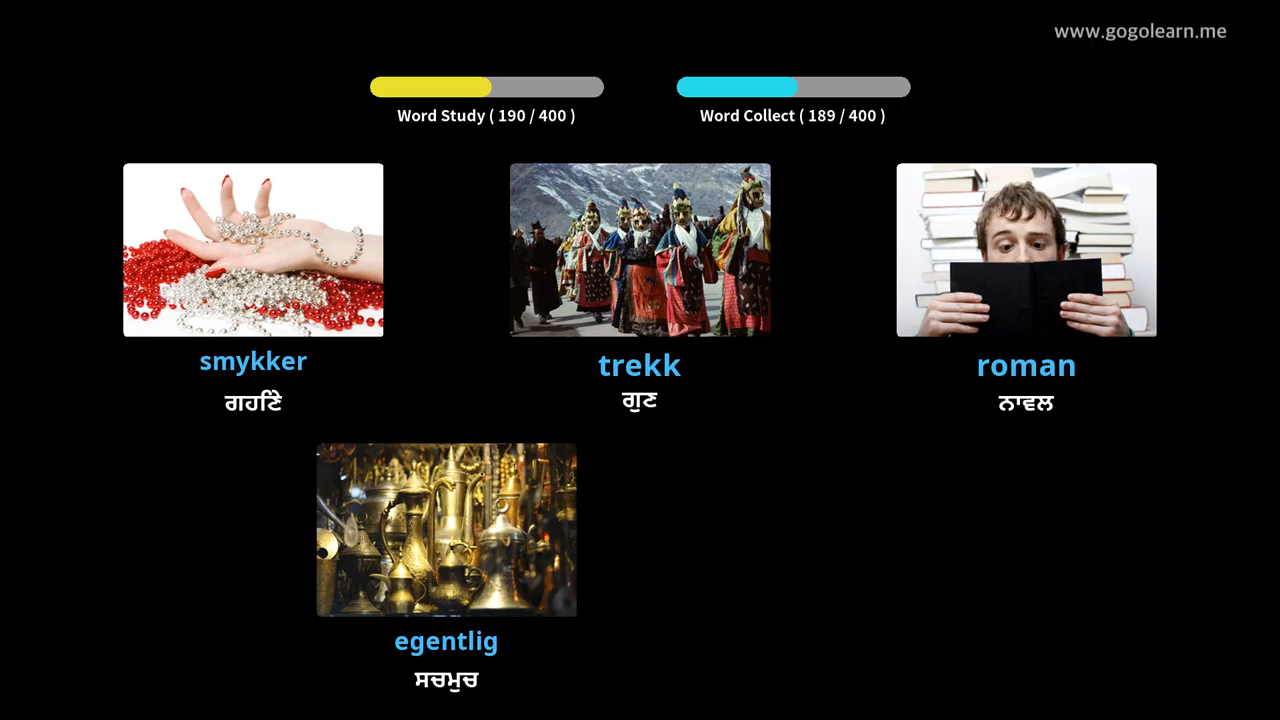 www.gogolearn.me
Word Study ( 190 / 400 )
Word Collect ( 189 / 400 )
smykker
ਗਹਣਿੇ
trekk
ਗੁਣ
roman
ਨਾਵਲ
egentlig
ਸਚਮੁਚ